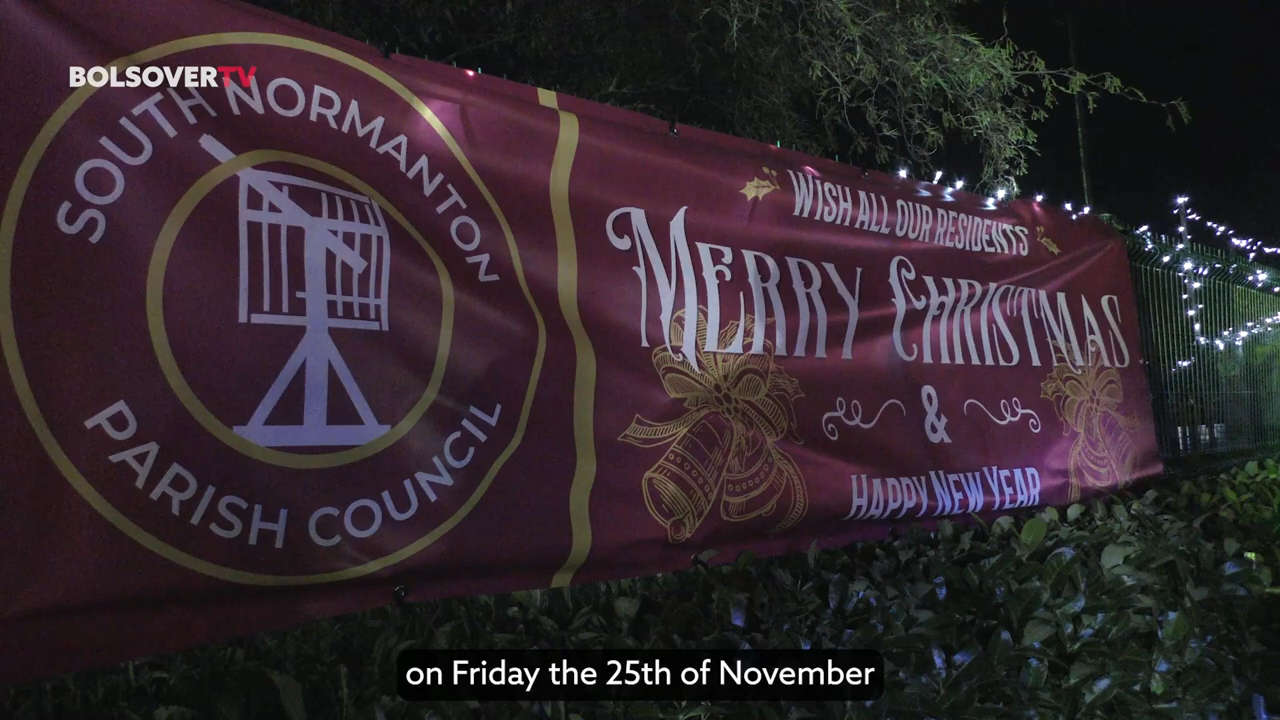 BOLSOVERTV
SOUTH NORMANTON
PARISH COUNCIL
WISH ALL OUR RESIDENTS
MERRY CHRISTMAS
&
HAPPY NEW YEAR
on Friday the 25th of November